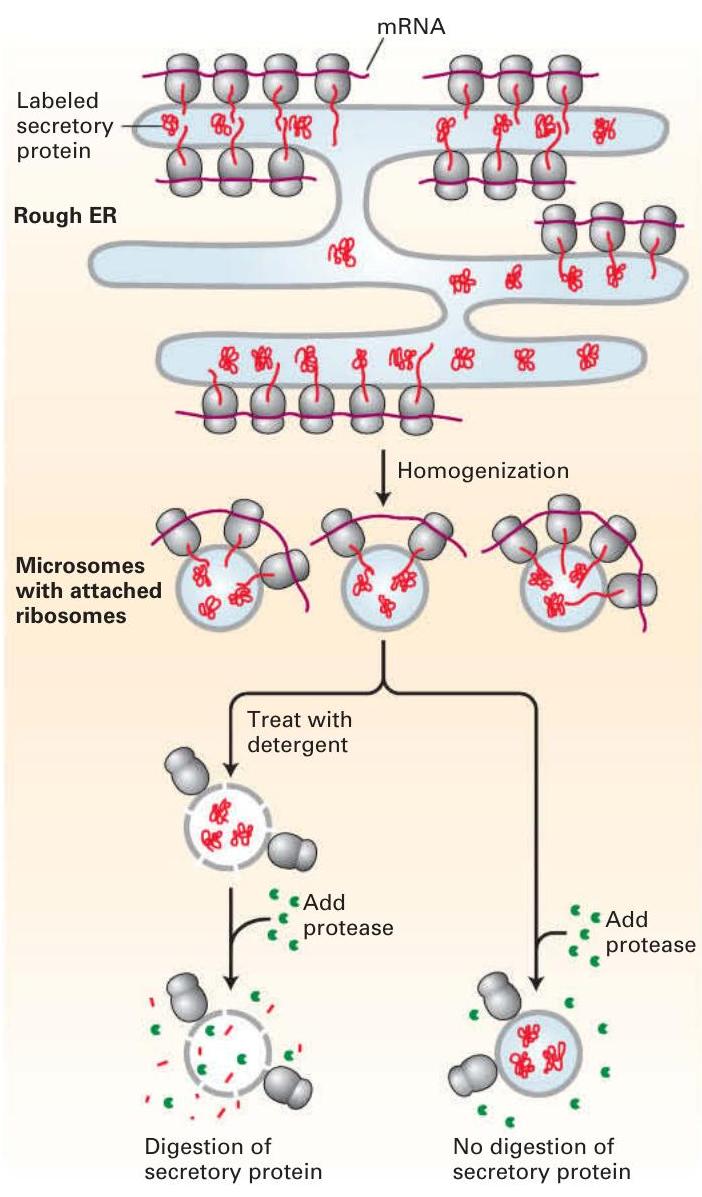 mRNA
Labeled
secretory
protein
Rough ER
Homogenization
Microsomes
with attached
ribosomes
Treat with
detergent
Add
protease
Add
protease
Digestion of
secretory protein
No digestion of
secretory protein